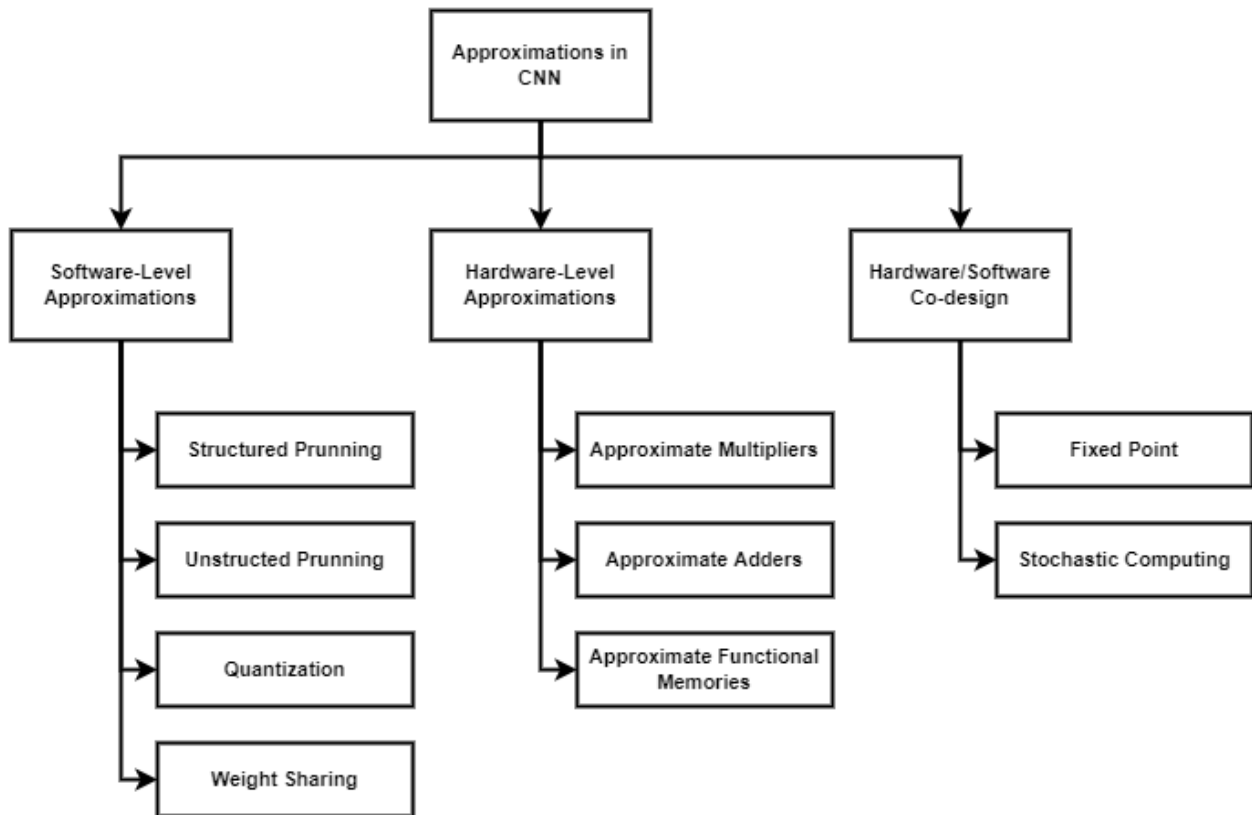 Approximations in
CNN
Software-Level
Approximations
Hardware-Level
Approximations
Hardware/Software
Co-design
Structured Prunning
Approximate Multipliers
Fixed Point
Unstructed Prunning
Approximate Adders
Stochastic Computing
Quantization
Approximate Functional
Memories
Weight Sharing